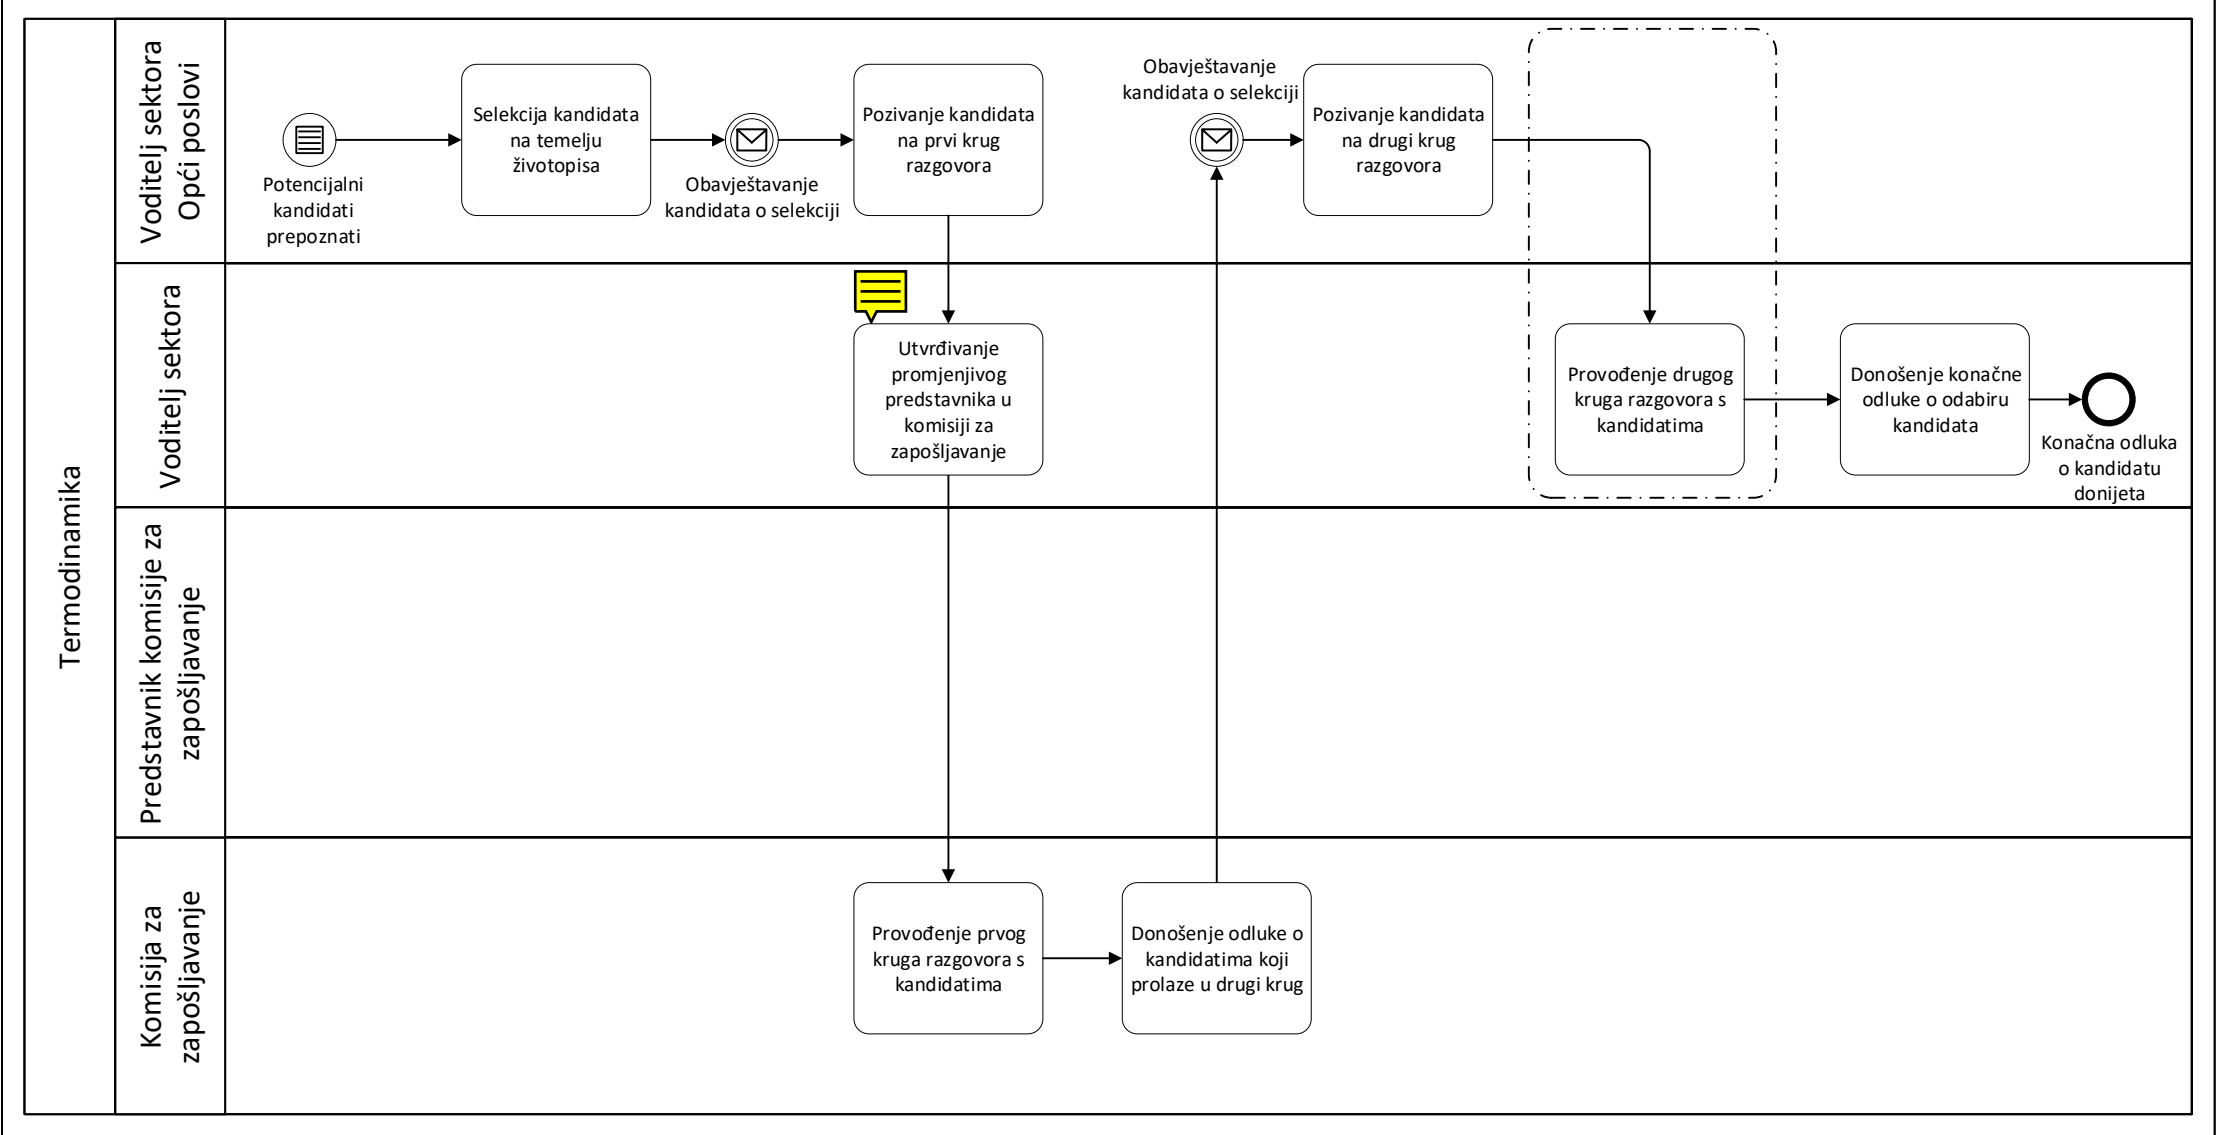 Termodinamika
Voditelj sektora
Opći poslovi
Potencijalni
kandidati
prepoznati
Selekcija kandidata
na temelju
životopisa
Obavještavanje
kandidata o selekciji
Pozivanje kandidata
na prvi krug
razgovora
Obavještavanje
kandidata o selekciji
Pozivanje kandidata
na drugi krug
razgovora
Voditelj sektora
Utvrđivanje
promjenjivog
predstavnika u
komisiji za
zapošljavanje
Provođenje drugog
kruga razgovora s
kandidatima
Donošenje konačne
odluke o odabiru
kandidata
Konačna odluka
o kandidatu
donijeta
Predstavnik komisije za
zapošljavanje
Komisija za
zapošljavanje
Provođenje prvog
kruga razgovora s
kandidatima
Donošenje odluke o
kandidatima koji
prolaze u drugi krug